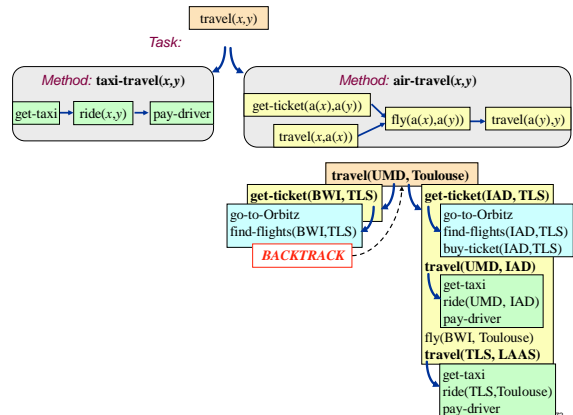 travel(x,y)
Task:
Method: taxi-travel(x,y)
get-taxi
ride(x,y)
pay-driver
Method: air-travel(x,y)
get-ticket(a(x),a(y))
travel(x,a(x))
fly(a(x),a(y))
travel(a(y),y)
travel(UMD, Toulouse)
get-ticket(BWI, TLS)
go-to-Orbitz
find-flights(BWI,TLS)
BACKTRACK
get-ticket(IAD, TLS)
go-to-Orbitz
find-flights(IAD,TLS)
buy-ticket(IAD,TLS)
travel(UMD, IAD)
get-taxi
ride(UMD, IAD)
pay-driver
fly(BWI, Toulouse)
travel(TLS, LAAS)
get-taxi
ride(TLS,Toulouse)
pay-driver